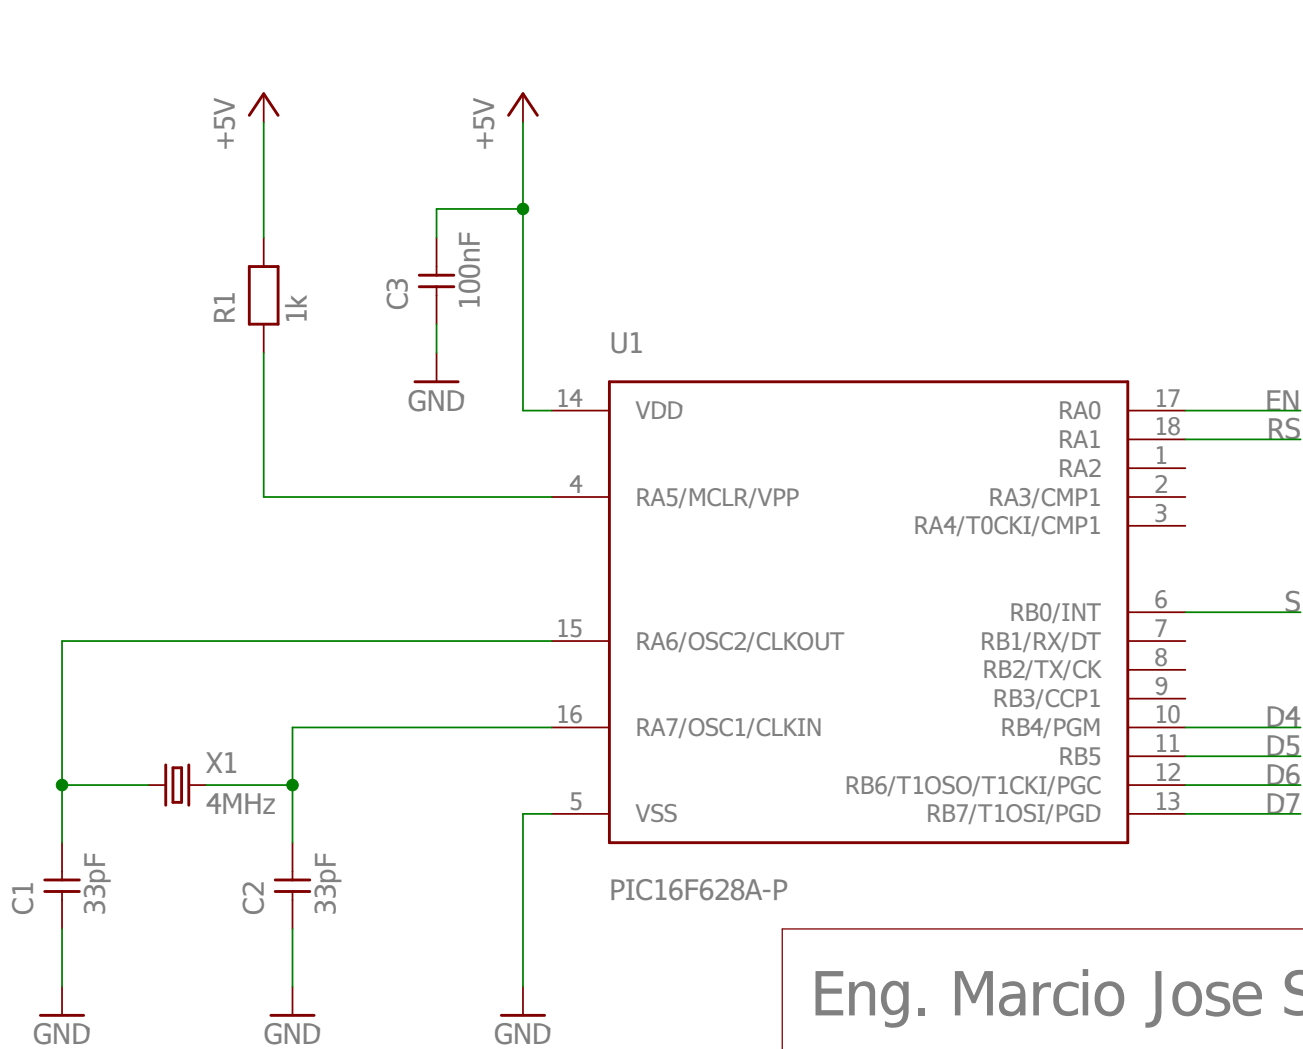 +5V
+5V
R1
1k
C3
100nF
GND
U1
14
VDD
RA0
17
EN
RA1
18
RS
RA2
1
4
RA5/MCLR/VPP
RA3/CMP1
2
RA4/T0CKI/CMP1
3
RB0/INT
6
S
15
RA6/OSC2/CLKOUT
RB1/RX/DT
7
RB2/TX/CK
8
RB3/CCP1
9
16
RA7/OSC1/CLKIN
RB4/PGM
10
D4
RB5
11
D5
X1
4MHz
RB6/T1OSO/T1CKI/PGC
12
D6
5
VSS
RB7/T1OSI/PGD
13
D7
C1
33pF
C2
33pF
PIC16F628A-P
Eng. Marcio Jose S
GND
GND
GND